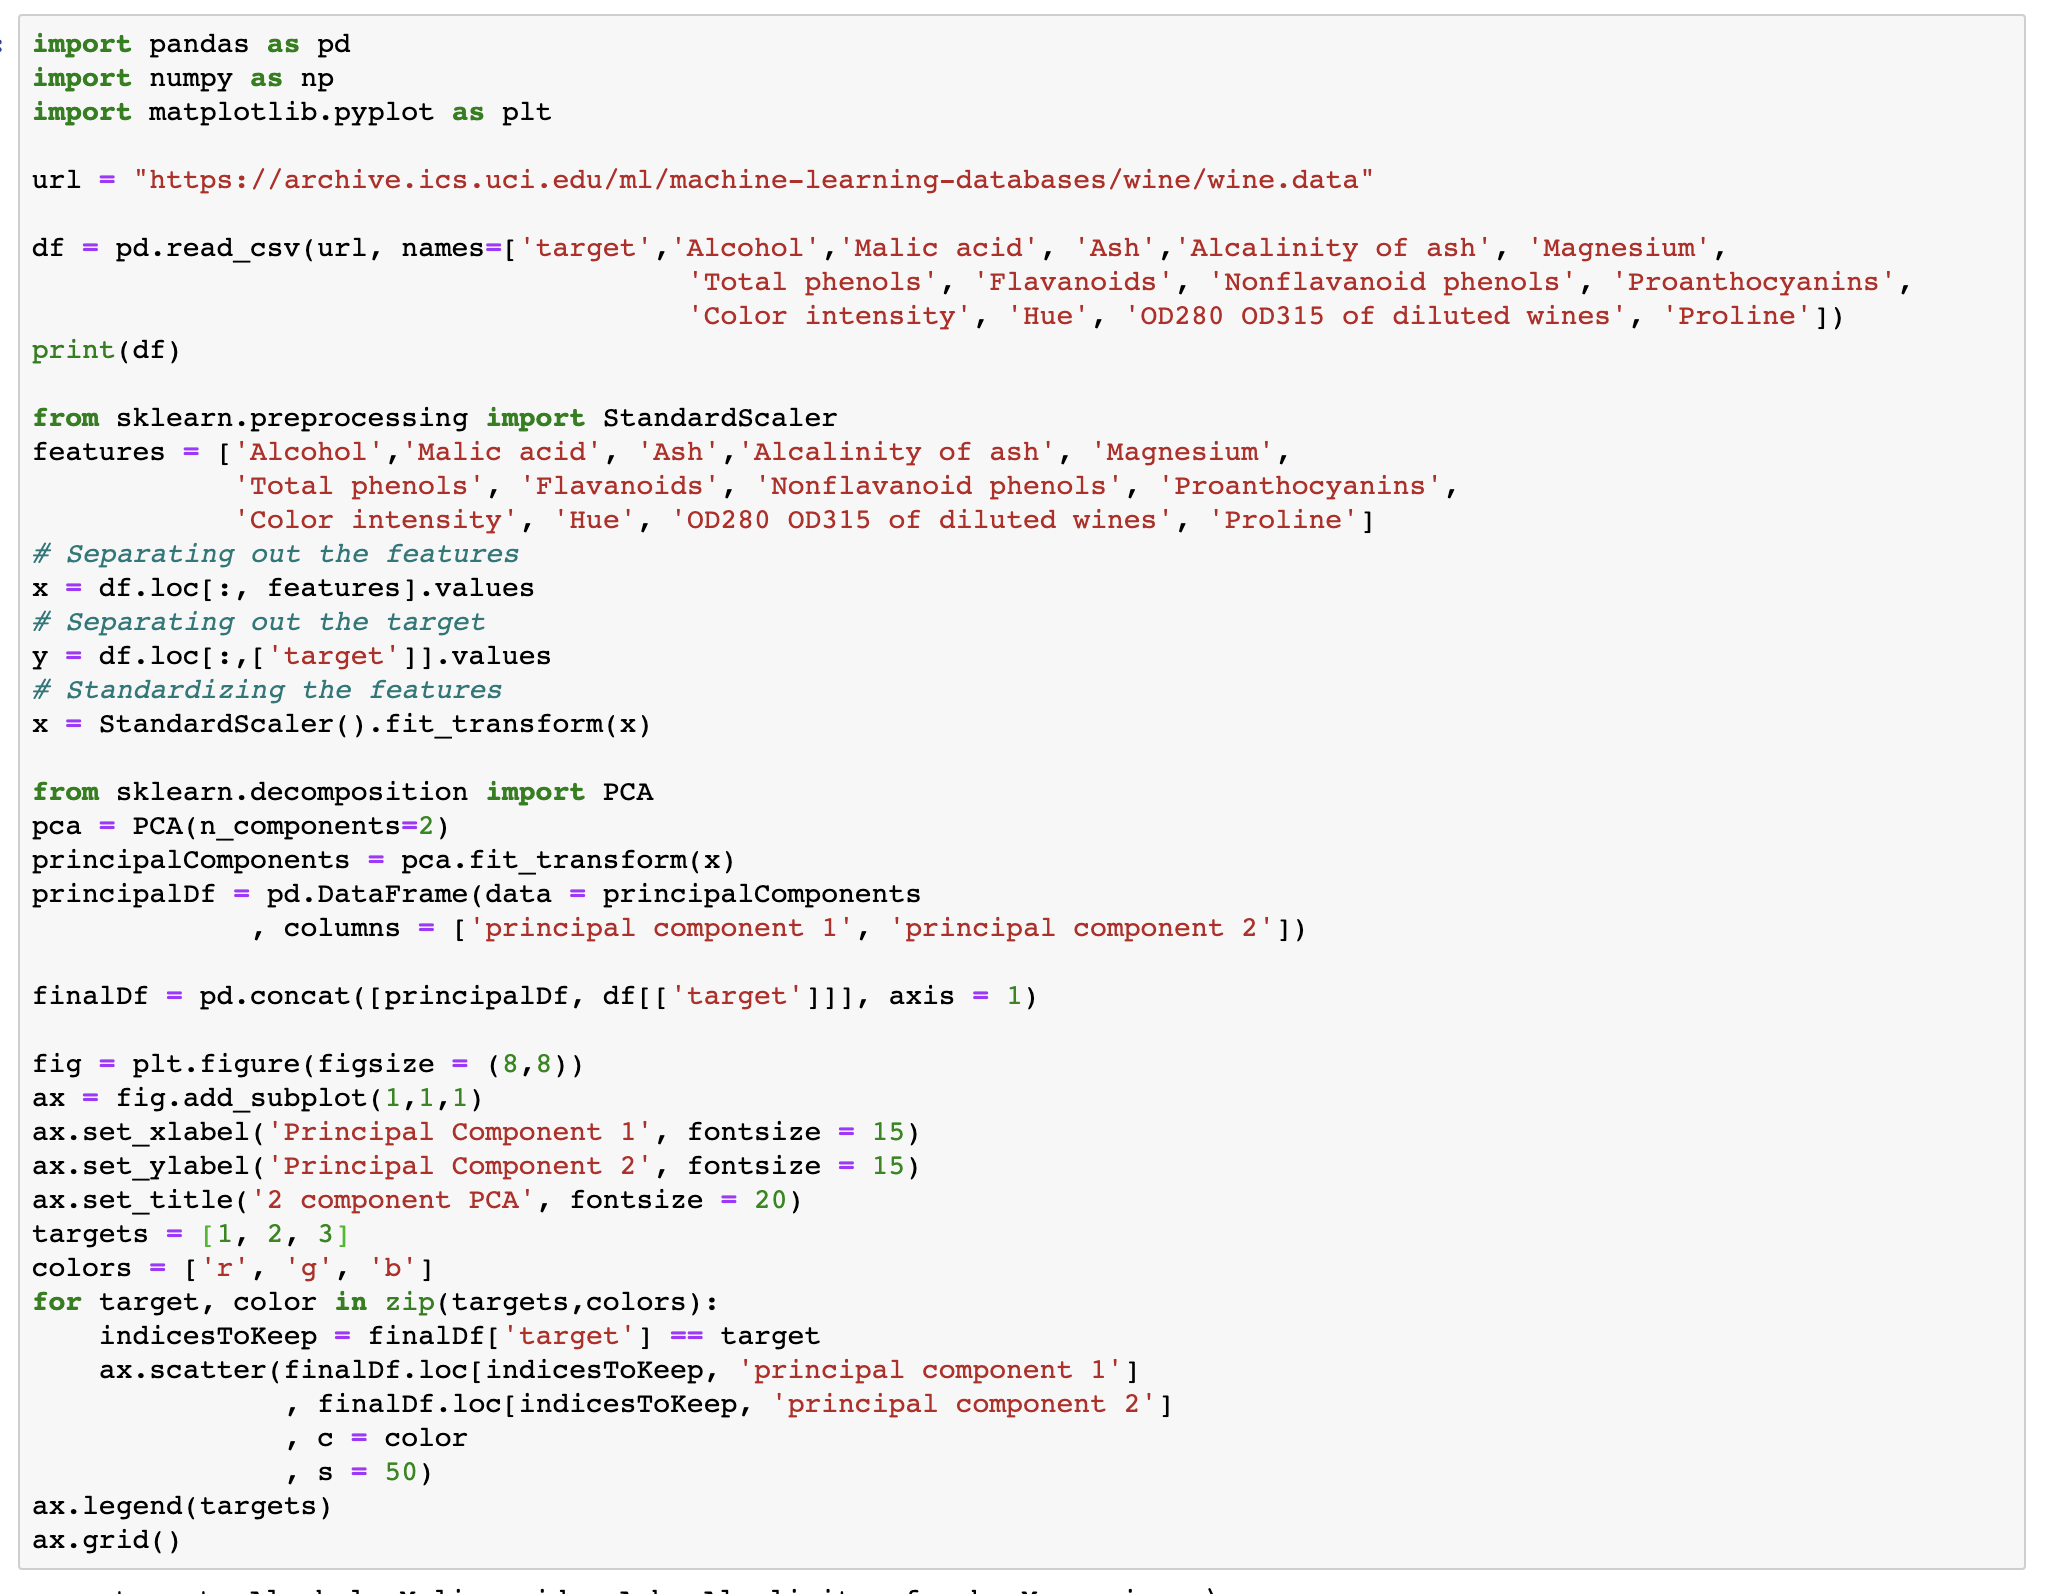 import pandas as pd
import numpy as np
import matplotlib.pyplot as plt
url = "https://archive.ics.uci.edu/ml/machine-learning-databases/wine/wine.data"
df = pd.read_csv(url, names=['target','Alcohol','Malic acid', 'Ash','Alcalinity of ash', 'Magnesium',
'Total phenols', 'Flavanoids', 'Nonflavanoid phenols', 'Proanthocyanins',
'Color intensity', 'Hue', 'OD280 OD315 of diluted wines', 'Proline'])
print(df)
from sklearn.preprocessing import StandardScaler
features = ['Alcohol','Malic acid', 'Ash','Alcalinity of ash', 'Magnesium',
'Total phenols', 'Flavanoids', 'Nonflavanoid phenols', 'Proanthocyanins',
'Color intensity', 'Hue', 'OD280 OD315 of diluted wines', 'Proline']
# Separating out the features
x = df.loc[:, features].values
# Separating out the target
y = df.loc[:,['target']].values
# Standardizing the features
x = StandardScaler().fit_transform(x)
from sklearn.decomposition import PCA
pca = PCA(n_components=2)
principalComponents = pca.fit_transform(x)
principalDf = pd.DataFrame(data = principalComponents
, columns = ['principal component 1', 'principal component 2'])
finalDf = pd.concat([principalDf, df[['target']]], axis = 1)
fig = plt.figure(figsize = (8,8))
ax = fig.add_subplot(1,1,1)
ax.set_xlabel('Principal Component 1', fontsize = 15)
ax.set_ylabel('Principal Component 2', fontsize = 15)
ax.set_title('2 component PCA', fontsize = 20)
targets = [1, 2, 3]
colors = ['r', 'g', 'b']
for target, color in zip(targets,colors):
indicesToKeep = finalDf['target'] == target
ax.scatter(finalDf.loc[indicesToKeep, 'principal component 1']
, finalDf.loc[indicesToKeep, 'principal component 2']
, c = color
, s = 50)
ax.legend(targets)
ax.grid()